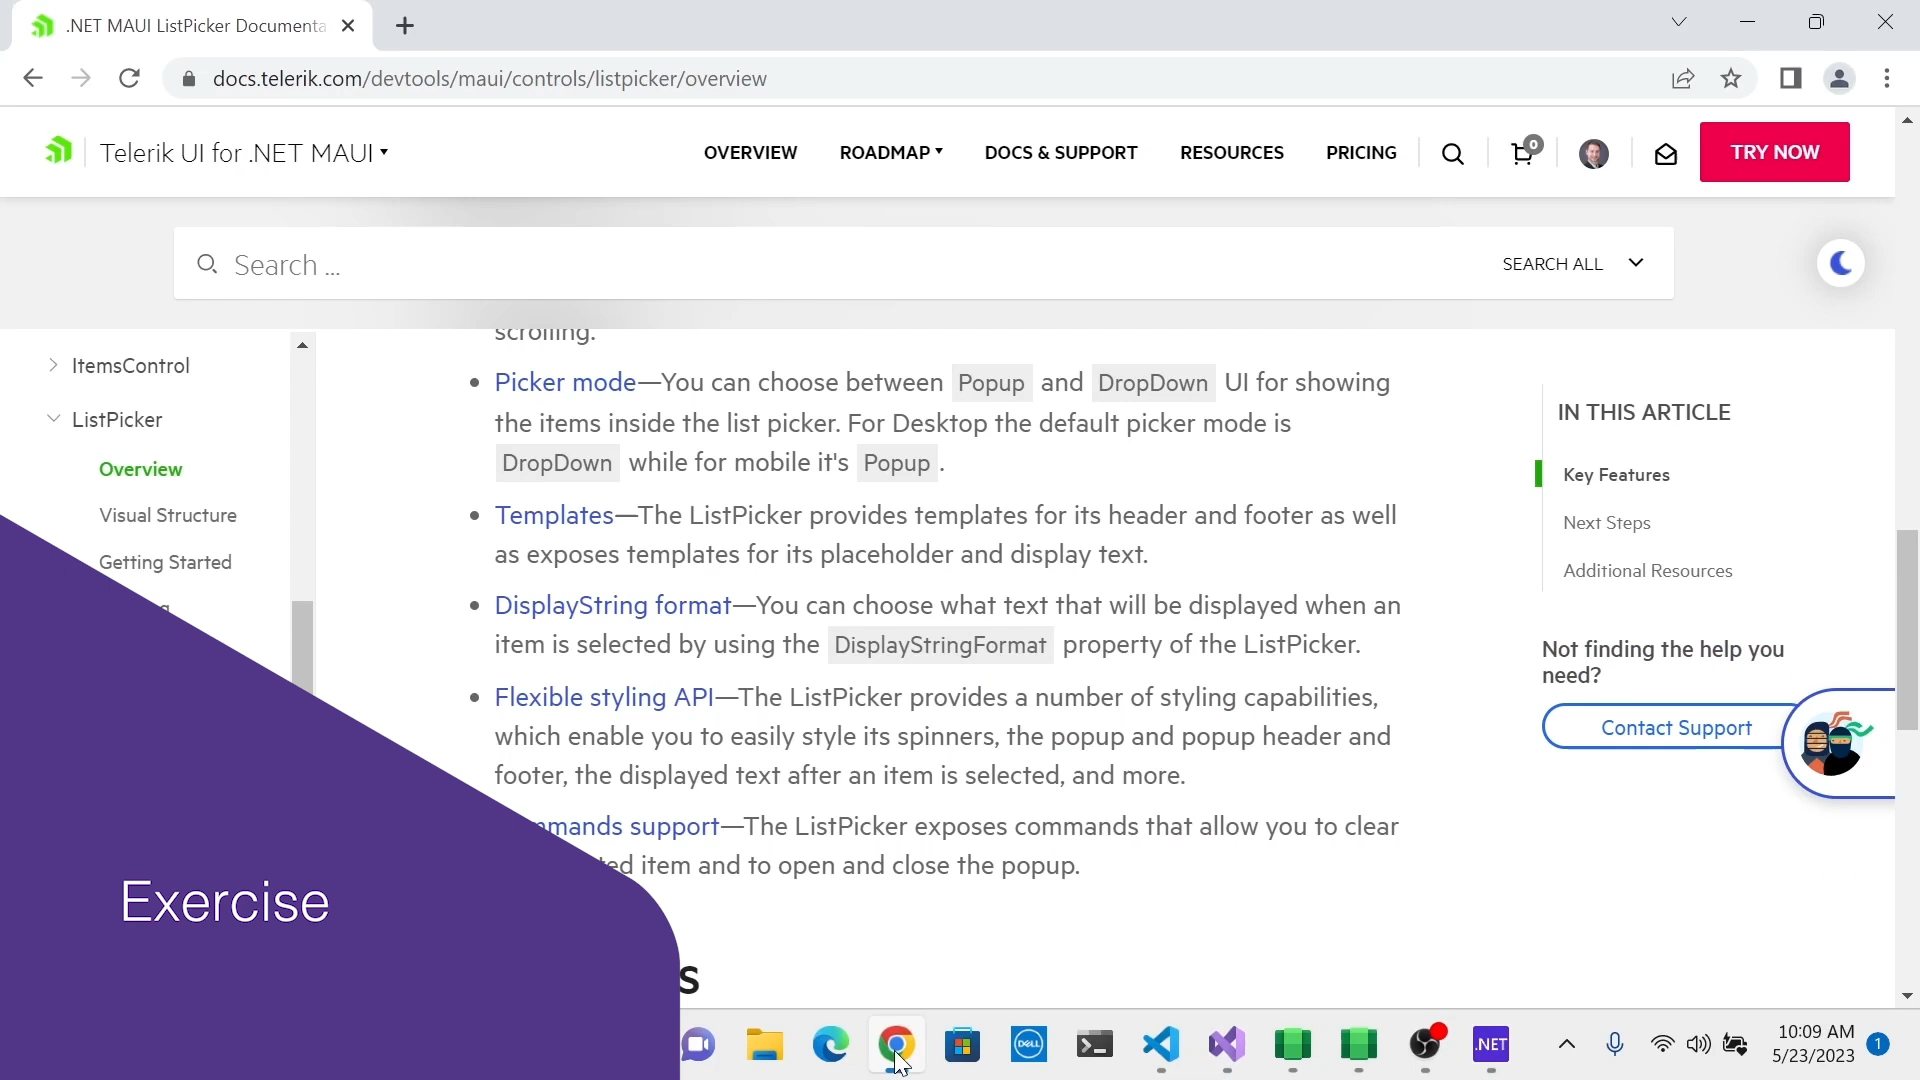 .NET MAUI ListPicker Documenta
docs.telerik.com/devtools/maui/controls/listpicker/overview
Telerik UI for .NET MAUI
OVERVIEW ROADMAP DOCS & SUPPORT RESOURCES PRICING 0 TRY NOW
Search ... SEARCH ALL
ItemsControl
ListPicker
Overview
Visual Structure
Getting Started
scrolling.
Picker mode—You can choose between Popup and DropDown UI for showing
the items inside the list picker. For Desktop the default picker mode is
DropDown while for mobile it's Popup .
Templates—The ListPicker provides templates for its header and footer as well
as exposes templates for its placeholder and display text.
DisplayString format—You can choose what text that will be displayed when an
item is selected by using the DisplayStringFormat property of the ListPicker.
Flexible styling API—The ListPicker provides a number of styling capabilities,
which enable you to easily style its spinners, the popup and popup header and
footer, the displayed text after an item is selected, and more.
mmands support—The ListPicker exposes commands that allow you to clear
ted item and to open and close the popup.
s
IN THIS ARTICLE
Key Features
Next Steps
Additional Resources
Not finding the help you
need?
Contact Support
Exercise
DELL
.NET
10:09 AM
5/23/2023
1